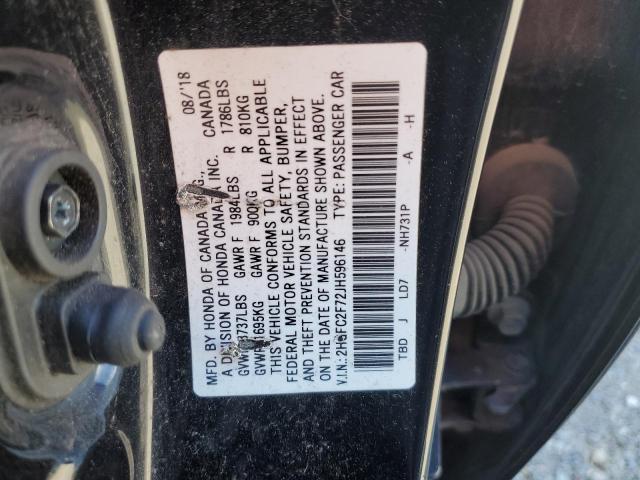 MFD. BY HONDA OF CANADA MFG., 08/'18
A DIVISION OF HONDA CANADA INC. CANADA
GVWR 3737LBS GAWR F 1984LBS R 1786LBS
GVWR 1695KG GAWR F 900KG R 810KG
THIS VEHICLE CONFORMS TO ALL APPLICABLE
FEDERAL MOTOR VEHICLE SAFETY, BUMPER,
AND THEFT PREVENTION STANDARDS IN EFFECT
ON THE DATE OF MANUFACTURE SHOWN ABOVE.
V.I.N.: 2HGFC2F72JH596146 TYPE: PASSENGER CAR
TBD J LD7 -NH731P -A -H